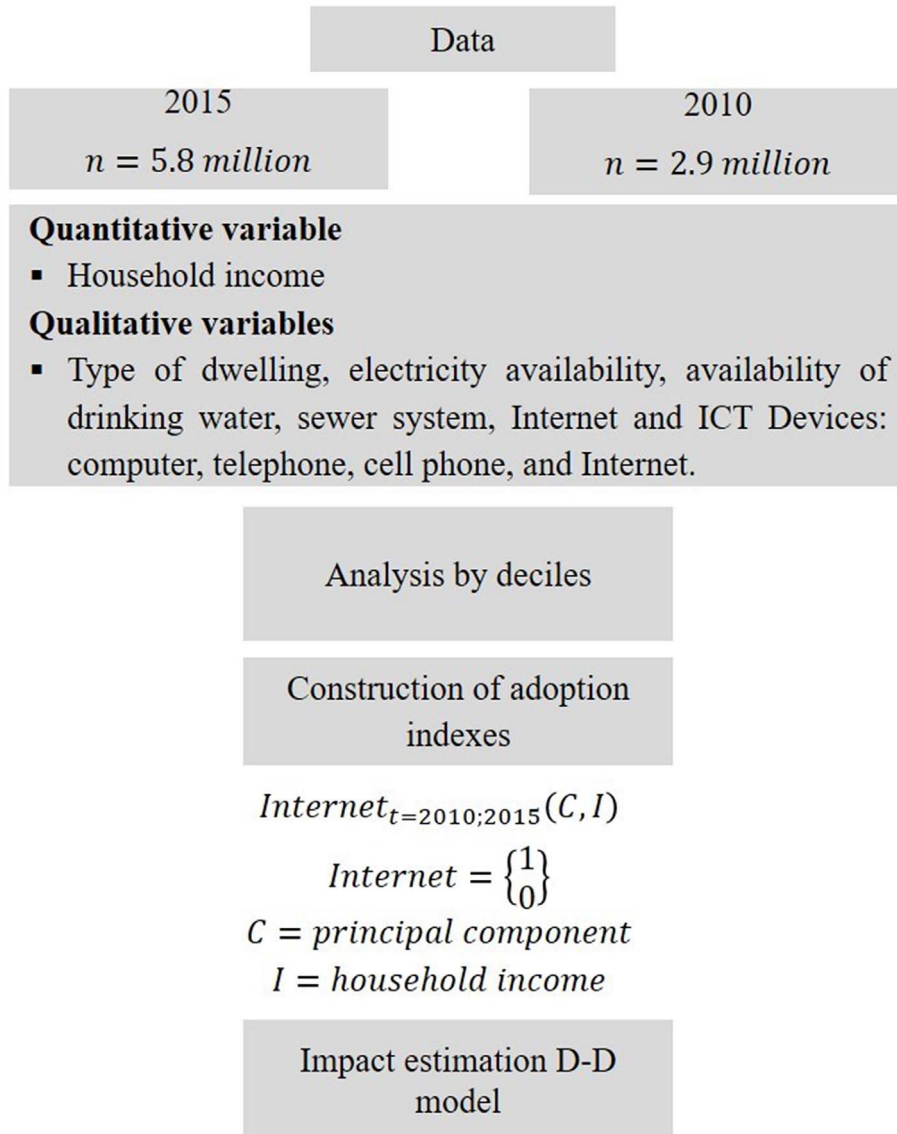 Data
2015
n = 5.8 million
2010
n = 2.9 million
Quantitative variable
▪ Household income
Qualitative variables
▪ Type of dwelling, electricity availability, availability of
drinking water, sewer system, Internet and ICT Devices:
computer, telephone, cell phone, and Internet.
Analysis by deciles
Construction of adoption
indexes
Internet_{t=2010;2015}(C, I)
Internet = {1
0}
C = principal component
I = household income
Impact estimation D-D
model